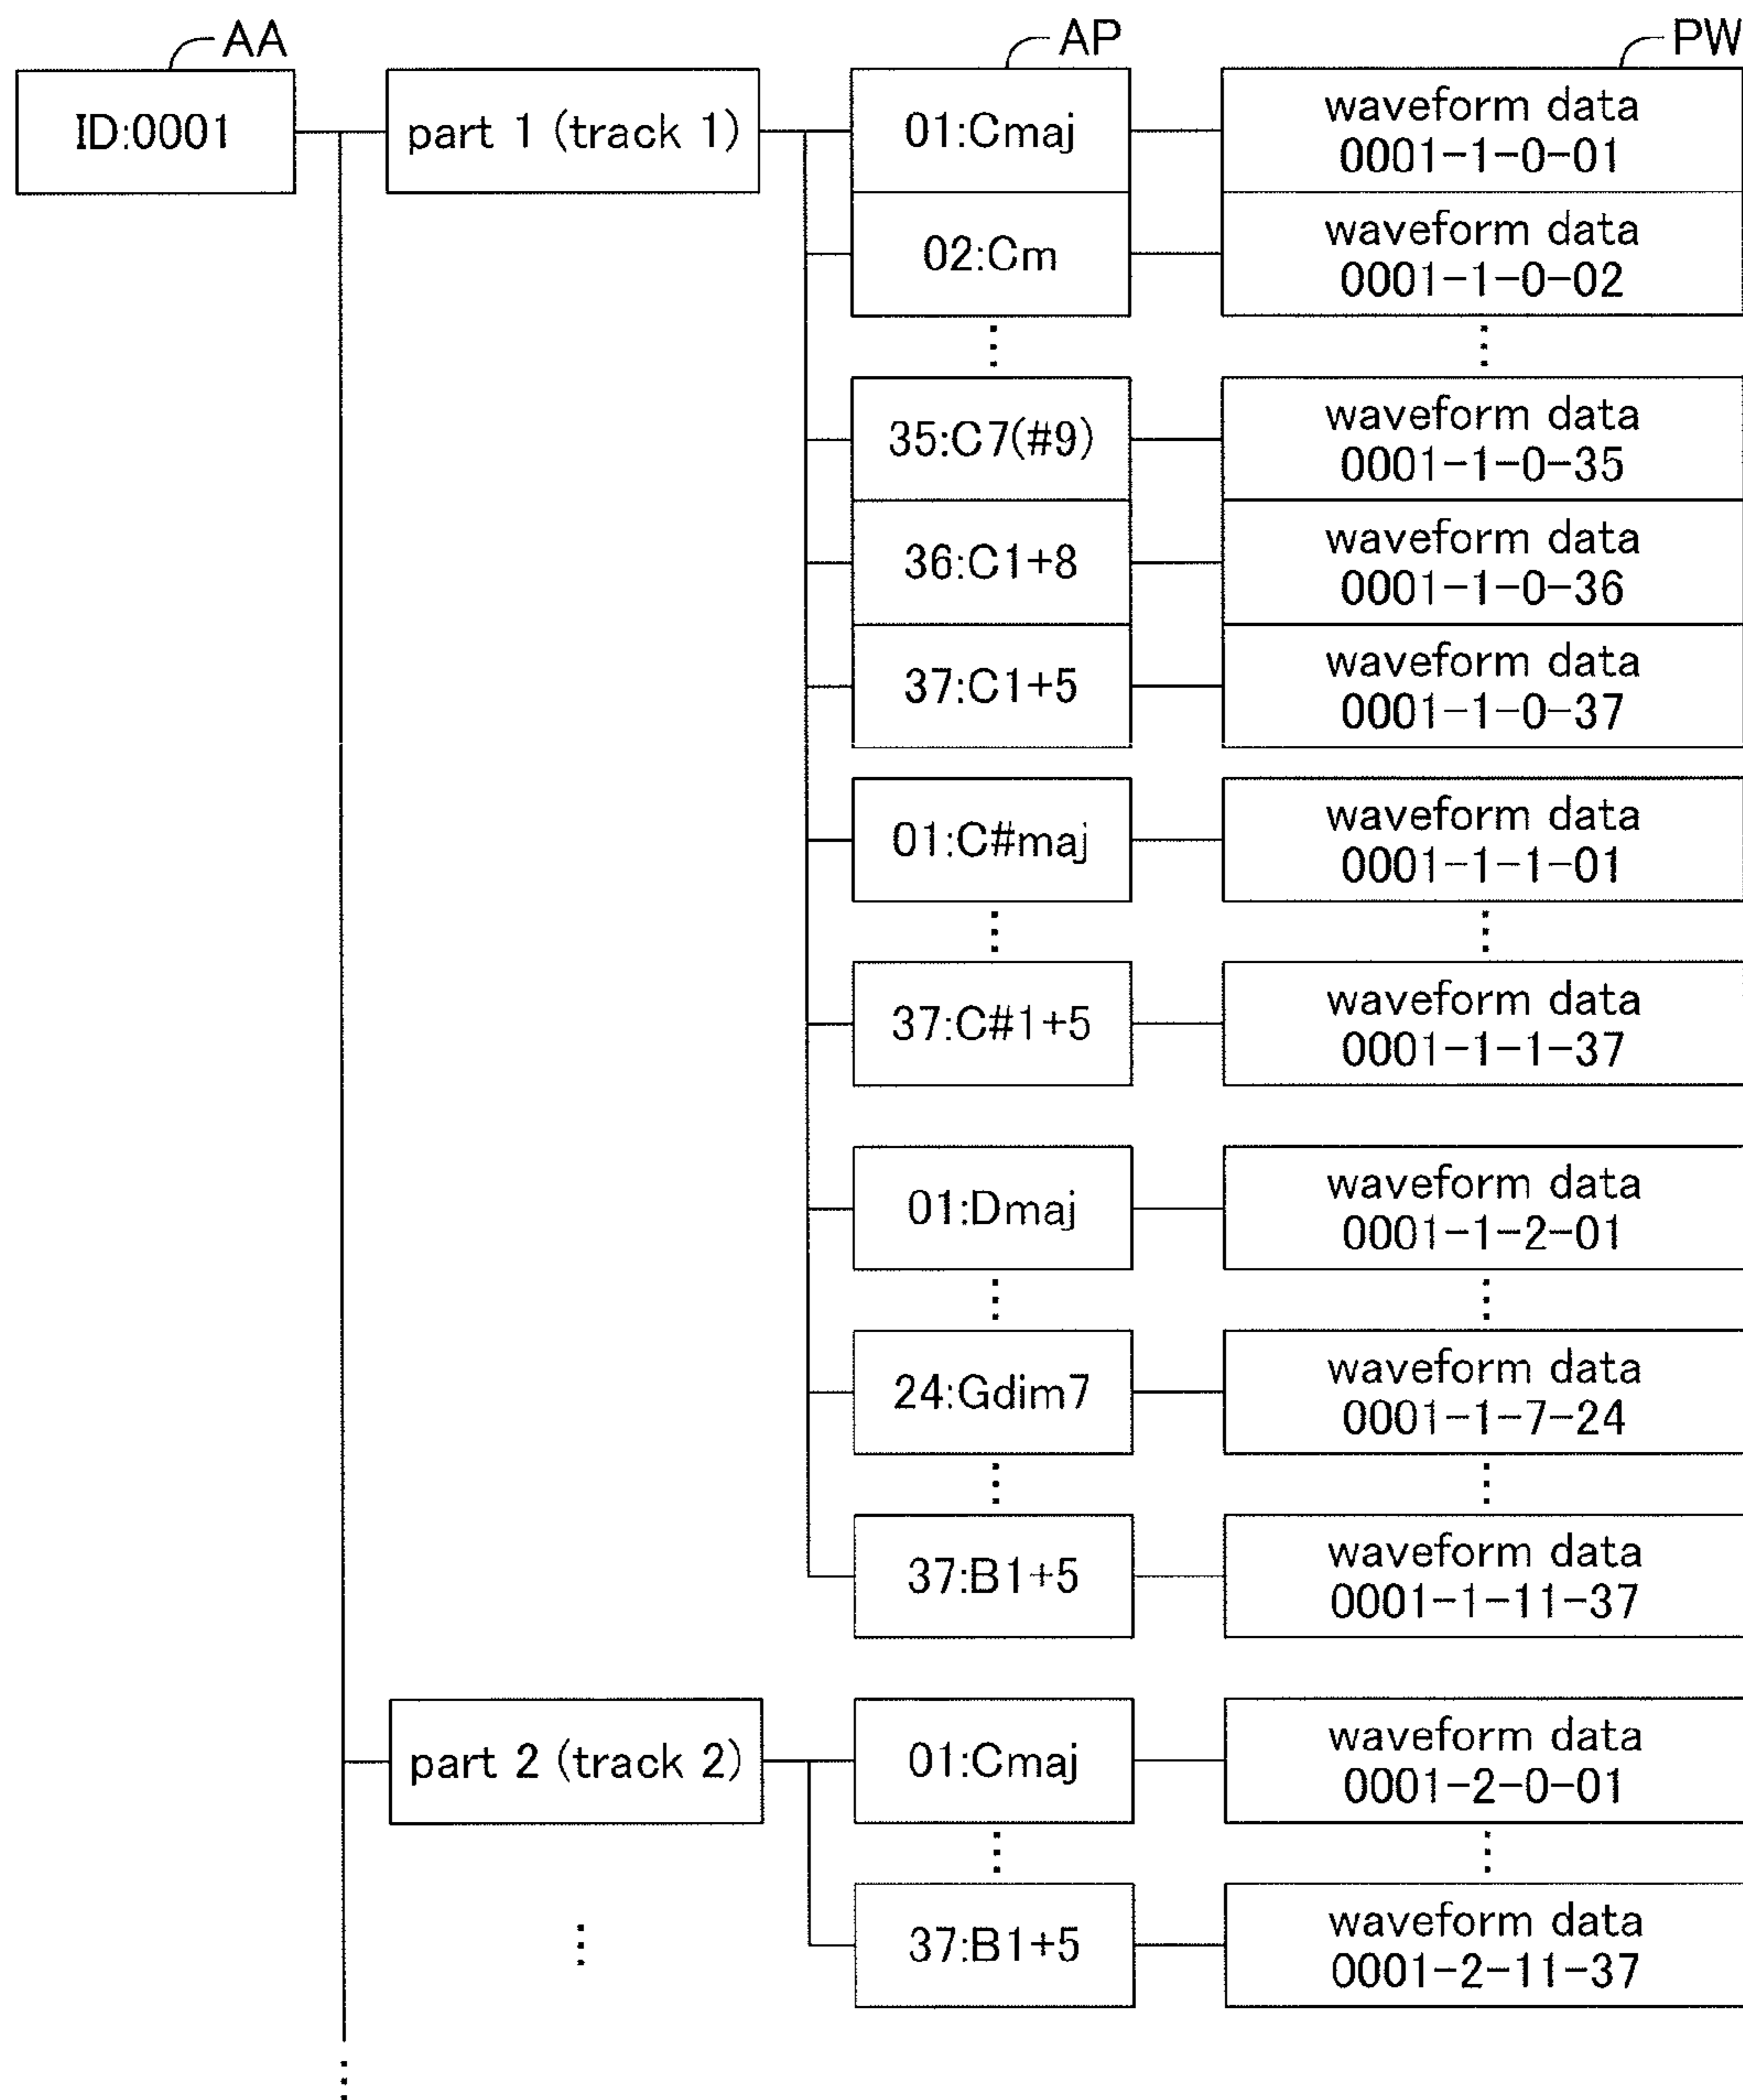 AA
AP
PW
ID:0001
part 1 (track 1)
01:Cmaj
waveform data
0001-1-0-01
02:Cm
waveform data
0001-1-0-02
35:C7(#9)
waveform data
0001-1-0-35
36:C1+8
waveform data
0001-1-0-36
37:C1+5
waveform data
0001-1-0-37
01:C#maj
waveform data
0001-1-1-01
37:C#1+5
waveform data
0001-1-1-37
01:Dmaj
waveform data
0001-1-2-01
24:Gdim7
waveform data
0001-1-7-24
37:B1+5
waveform data
0001-1-11-37
part 2 (track 2)
01:Cmaj
waveform data
0001-2-0-01
37:B1+5
waveform data
0001-2-11-37